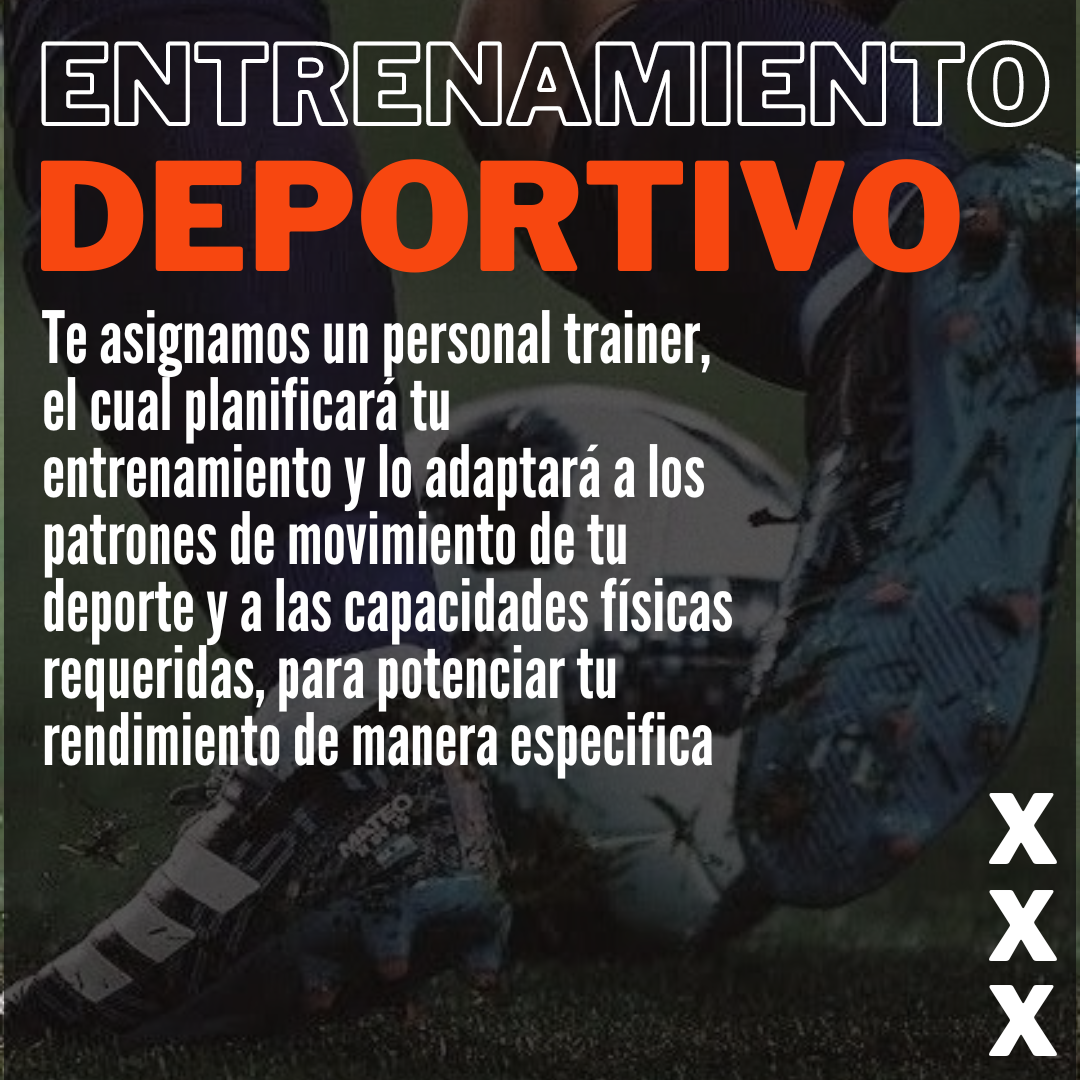 ENTRENAMIENTO
DEPORTIVO
Te asignamos un personal trainer,
el cual planificará tu
entrenamiento y lo adaptará a los
patrones de movimiento de tu
deporte y a las capacidades físicas
requeridas, para potenciar tu
rendimiento de manera especifica
MATEO
X
X
X